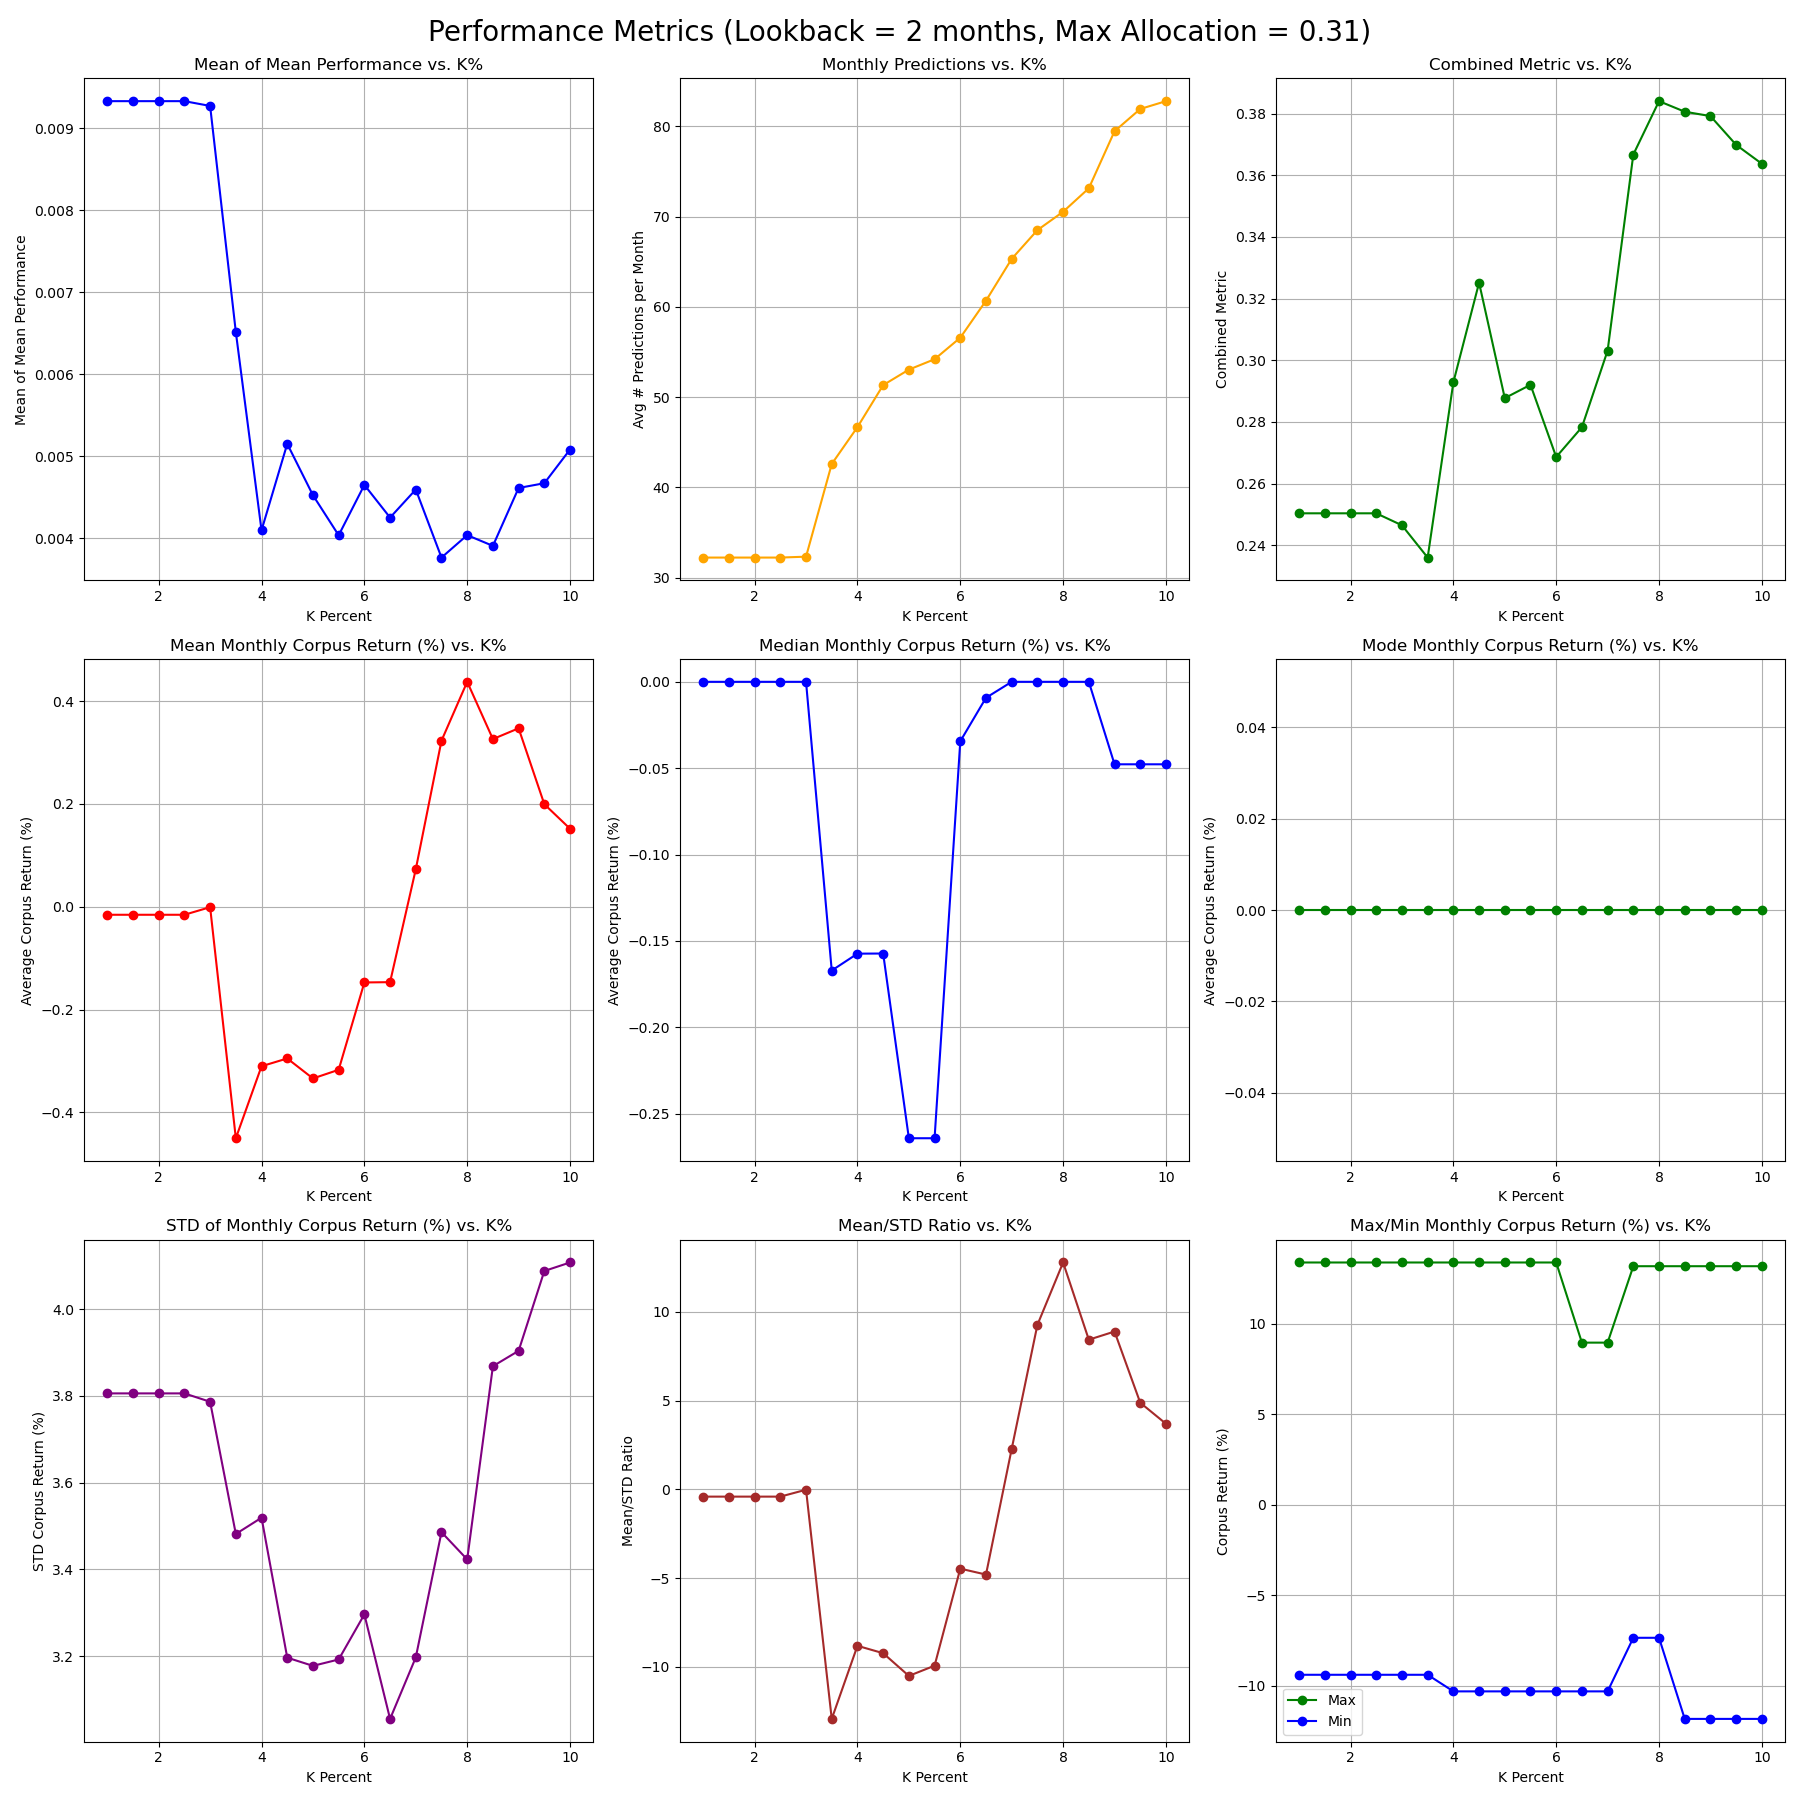 Performance Metrics (Lookback = 2 months, Max Allocation = 0.31)
Mean of Mean Performance vs. K%
Mean of Mean Performance
0.009
0.008
0.007
0.006
0.005
0.004
2 4 6 8 10
K Percent
Monthly Predictions vs. K%
Avg # Predictions per Month
80
70
60
50
40
30
2 4 6 8 10
K Percent
Combined Metric vs. K%
Combined Metric
0.38
0.36
0.34
0.32
0.30
0.28
0.26
0.24
2 4 6 8 10
K Percent
Mean Monthly Corpus Return (%) vs. K%
Average Corpus Return (%)
0.4
0.2
0.0
−0.2
−0.4
2 4 6 8 10
K Percent
Median Monthly Corpus Return (%) vs. K%
Average Corpus Return (%)
0.00
−0.05
−0.10
−0.15
−0.20
−0.25
2 4 6 8 10
K Percent
Mode Monthly Corpus Return (%) vs. K%
Average Corpus Return (%)
0.04
0.02
0.00
−0.02
−0.04
2 4 6 8 10
K Percent
STD of Monthly Corpus Return (%) vs. K%
STD Corpus Return (%)
4.0
3.8
3.6
3.4
3.2
2 4 6 8 10
K Percent
Mean/STD Ratio vs. K%
Mean/STD Ratio
10
5
0
−5
−10
2 4 6 8 10
K Percent
Max/Min Monthly Corpus Return (%) vs. K%
Corpus Return (%)
10
5
0
−5
−10
Max
Min
2 4 6 8 10
K Percent